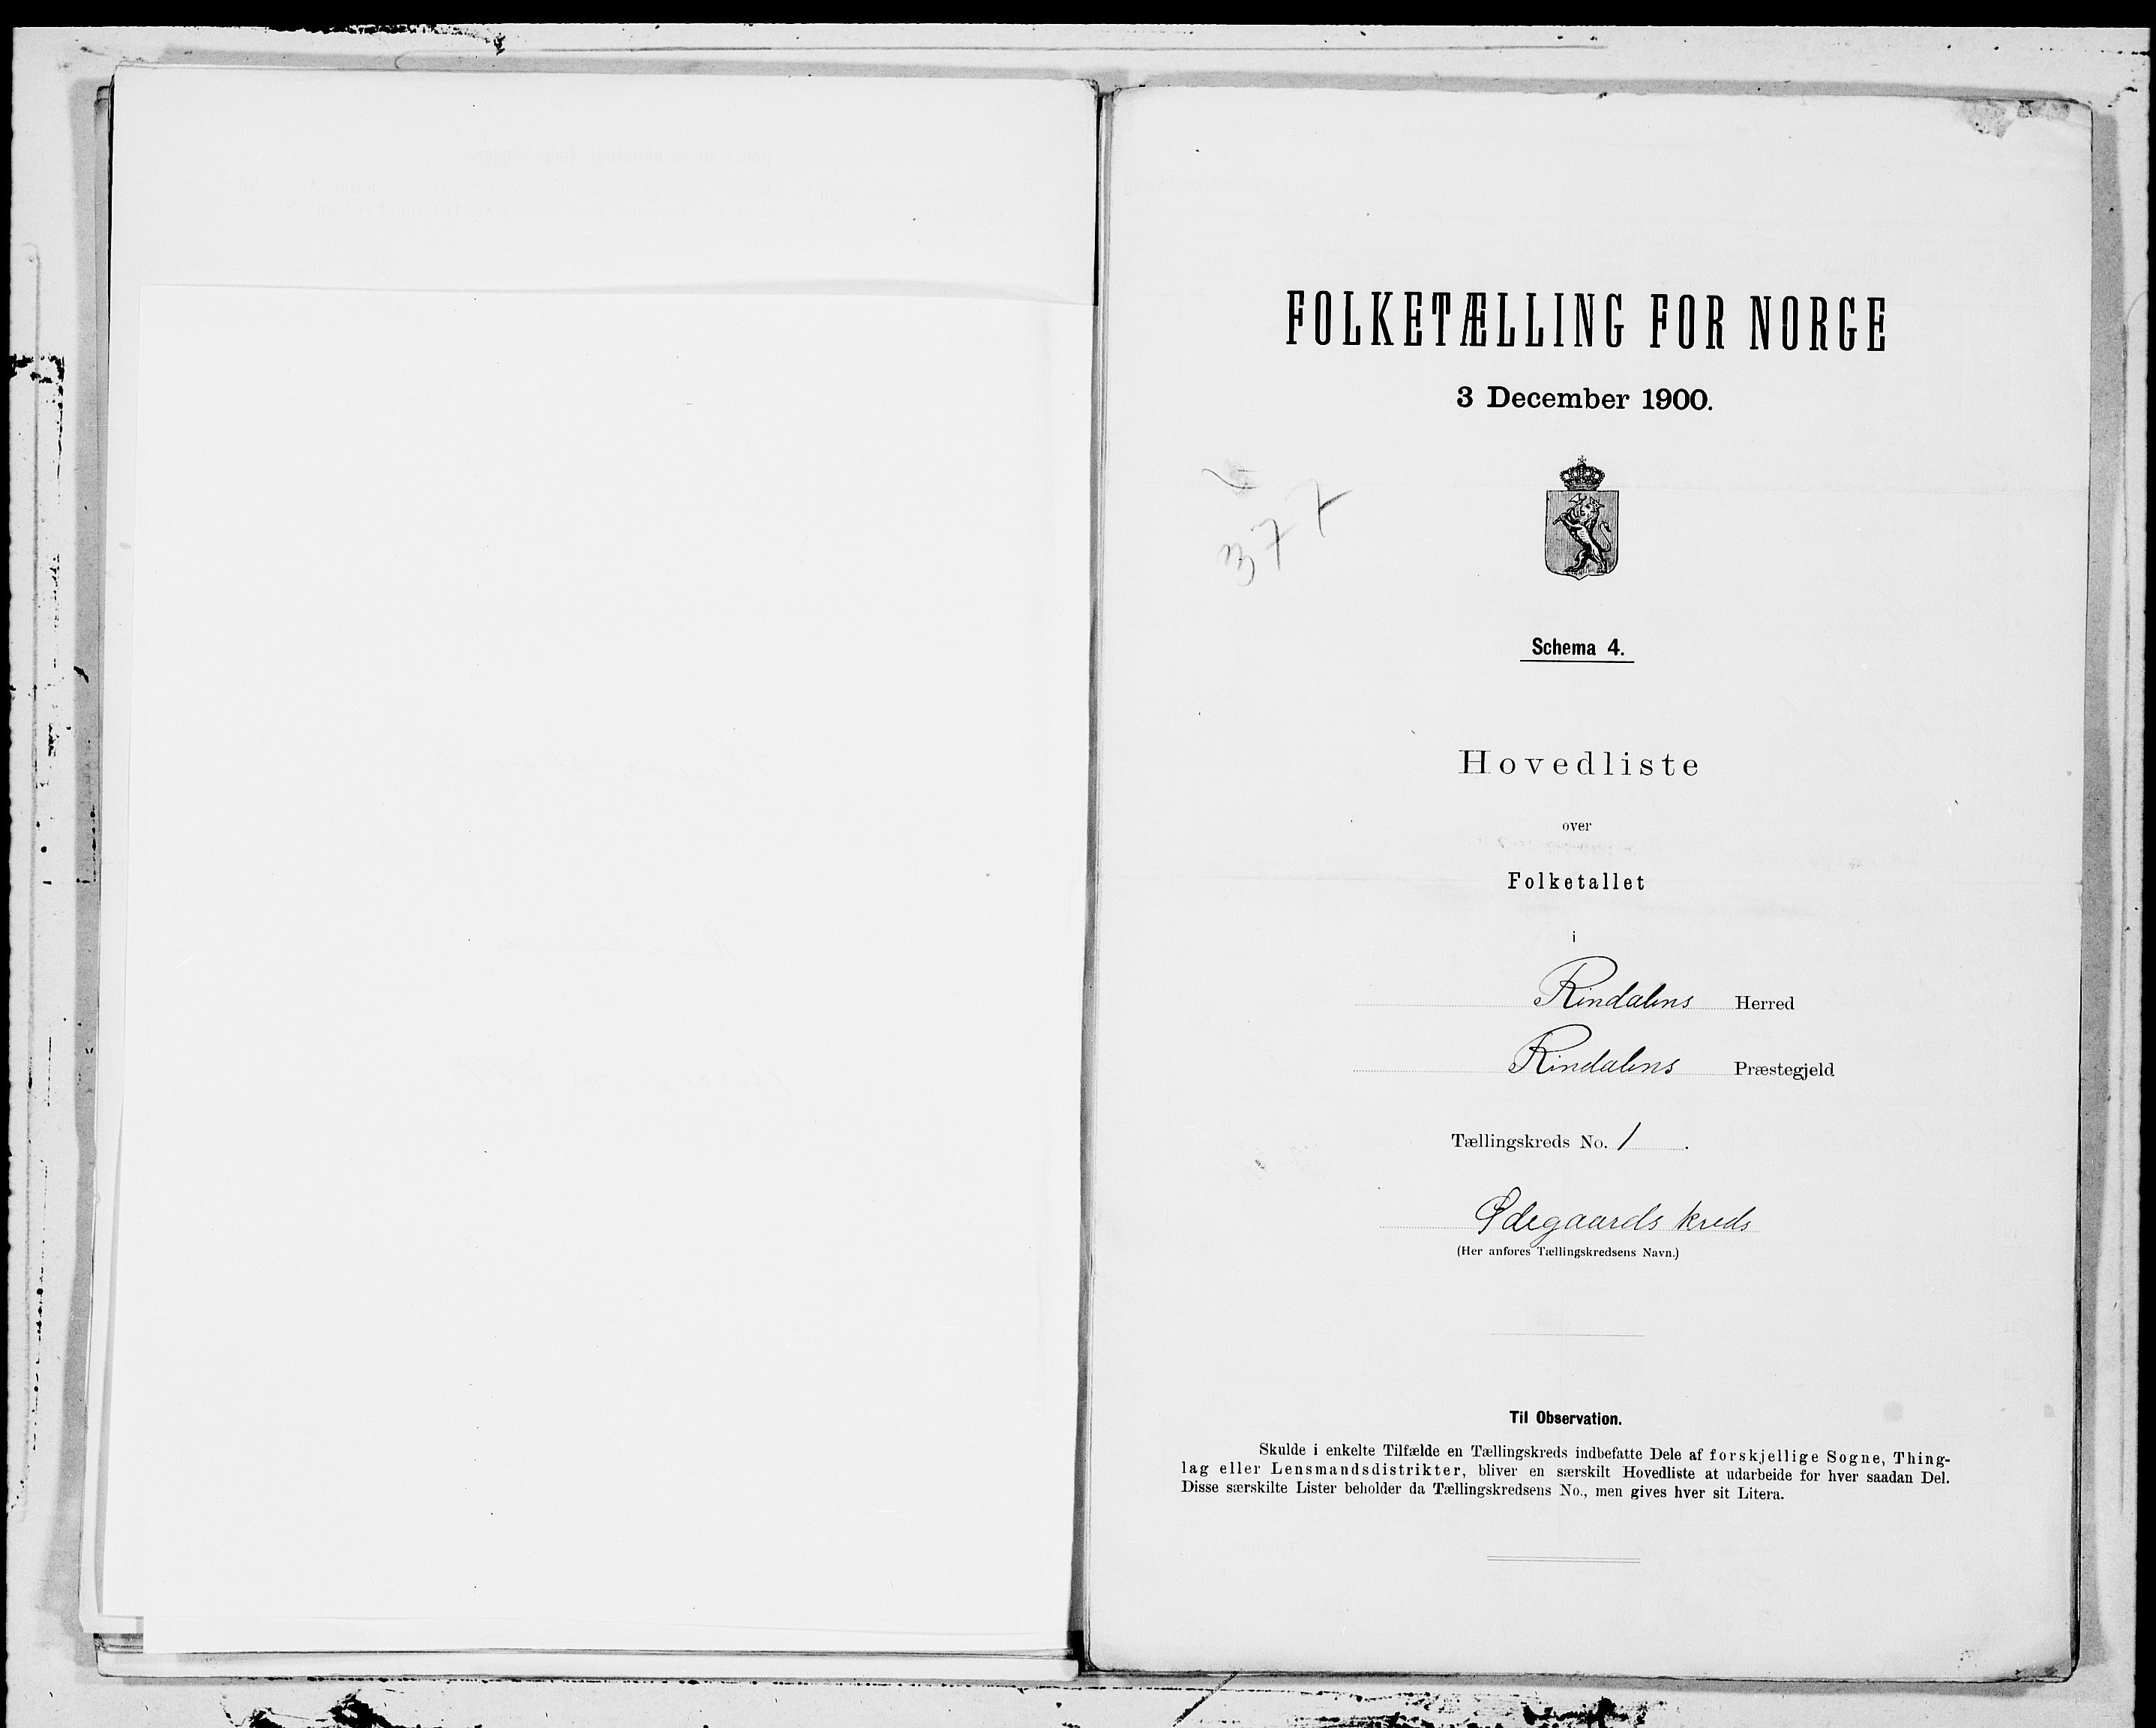 FOLKETÆLLING FOR NORGE
3 December 1900.
377
Schema 4.
Hovedliste
over
Folketallet
i
Rindalens Herred
Rindalens Præstegjeld
Tællingskreds No. 1.
Ødegaards kreds
(Her anføres Tællingskredsens Navn.)
Til Observation.
Skulde i enkelte Tilfælde en Tællingskreds indbefatte Dele af forskjellige Sogne, Thing-
lag eller Lensmandsdistrikter, bliver en særskilt Hovedliste at udarbeide for hver saadan Del.
Disse særskilte Lister beholder da Tællingskredsens No., men gives hver sit Litera.